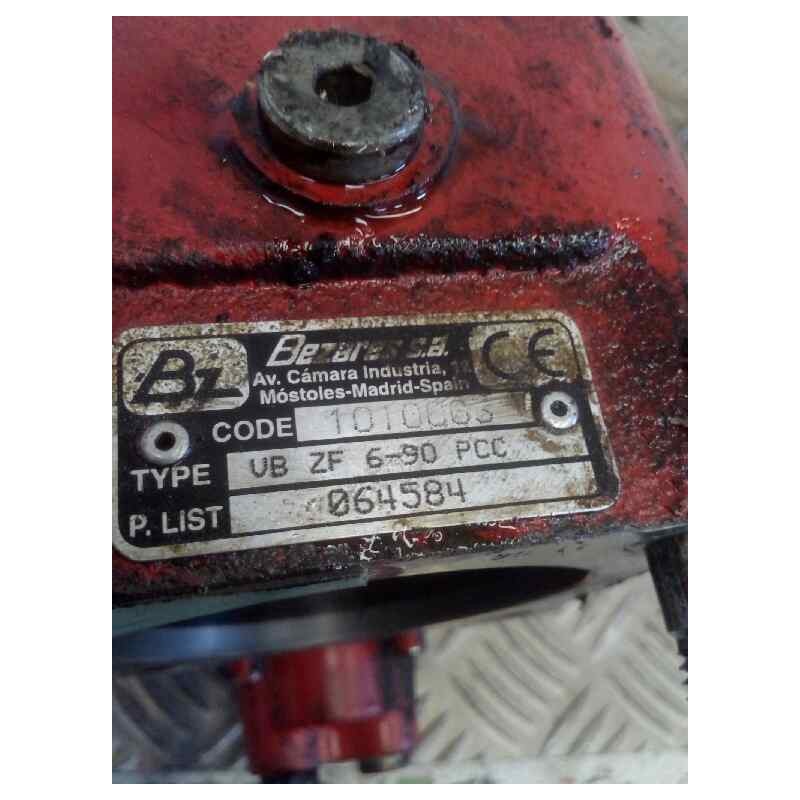 Bz Bezares s.a. CE
Av. Cámara Industria,
Móstoles-Madrid-Spain
CODE
TYPE VB ZF 6-90 PCC
P. LIST 064584